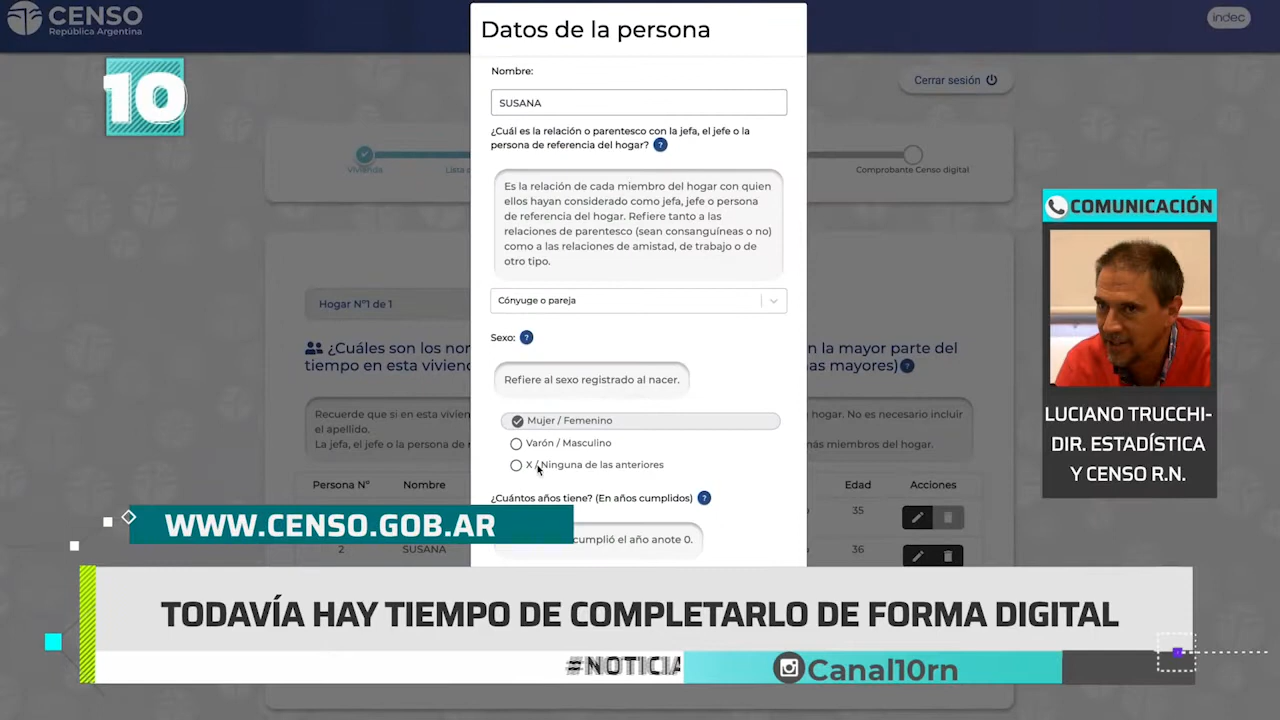 CENSO
República Argentina
indec
10
Cerrar sesión
Vivienda
Lista
Comprobante Censo digital
Datos de la persona
Nombre:
SUSANA
¿Cuál es la relación o parentesco con la jefa, el jefe o la
persona de referencia del hogar? ?
Es la relación de cada miembro del hogar con quien
ellos hayan considerado como jefa, jefe o persona
de referencia del hogar. Refiere tanto a las
relaciones de parentesco (sean consanguíneas o no)
como a las relaciones de amistad, de trabajo o de
otro tipo.
Cónyuge o pareja
Sexo: ?
Refiere al sexo registrado al nacer.
Mujer / Femenino
Varón / Masculino
X / Ninguna de las anteriores
¿Cuántos años tiene? (En años cumplidos) ?
cumplió el año anote 0.
Hogar N°1 de 1
¿Cuáles son los nom
n la mayor parte del
tiempo en esta vivien
as mayores) ?
Recuerde que si en esta vivien
hogar. No es necesario incluir
el apellido.
La jefa, el jefe o la persona de r
más miembros del hogar.
Persona N° Nombre Edad Acciones
35
2 SUSANA 36
COMUNICACIÓN
LUCIANO TRUCCHI-
DIR. ESTADÍSTICA
Y CENSO R.N.
WWW.CENSO.GOB.AR
TODAVÍA HAY TIEMPO DE COMPLETARLO DE FORMA DIGITAL
#NOTICIA
Canal10rn